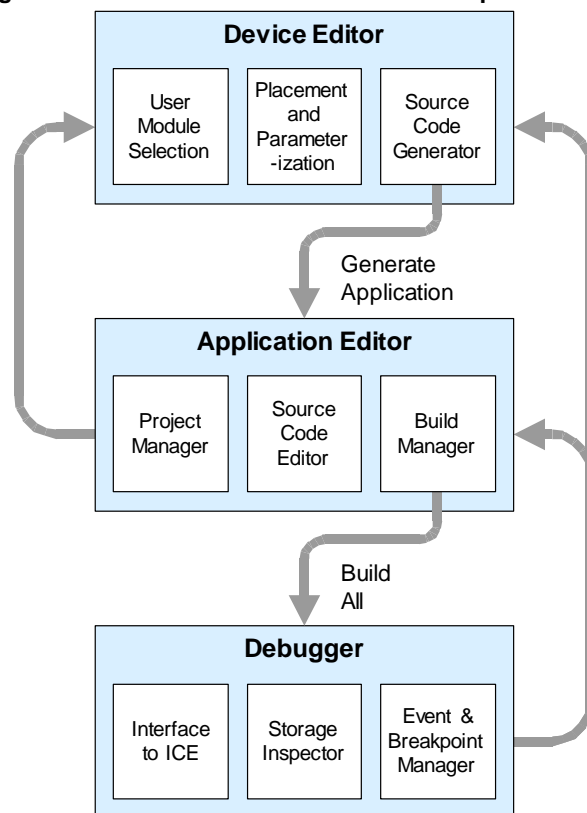 Device Editor
User
Module
Selection
Placement
and
Parameter
-ization
Source
Code
Generator
Generate
Application
Application Editor
Project
Manager
Source
Code
Editor
Build
Manager
Build
All
Debugger
Interface
to ICE
Storage
Inspector
Event &
Breakpoint
Manager